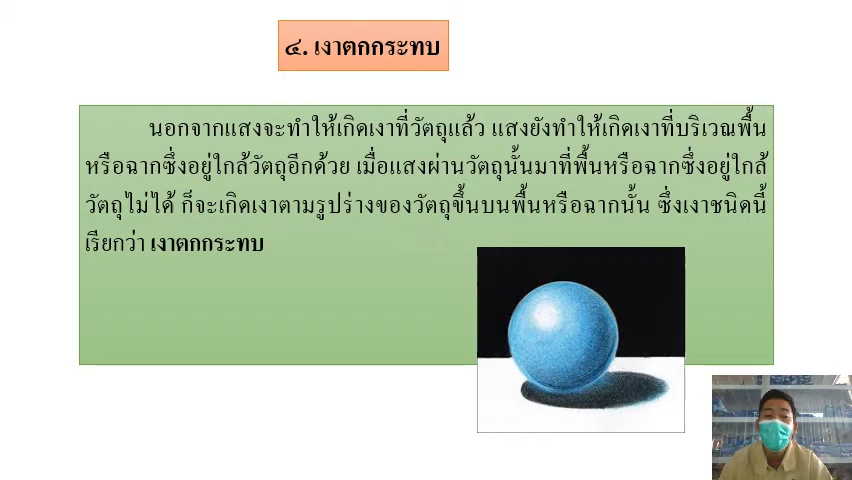 ๔. เงาตกกระทบ
นอกจากแสงจะทำให้เกิดเงาที่วัตถุแล้ว แสงยังทำให้เกิดเงาที่บริเวณพื้น
หรือฉากซึ่งอยู่ใกล้วัตถุอีกด้วย เมื่อแสงผ่านวัตถุนั้นมาที่พื้นหรือฉากซึ่งอยู่ใกล้
วัตถุไม่ได้ ก็จะเกิดเงาตามรูปร่างของวัตถุขึ้นบนพื้นหรือฉากนั้น ซึ่งเงาชนิดนี้
เรียกว่า เงาตกกระทบ